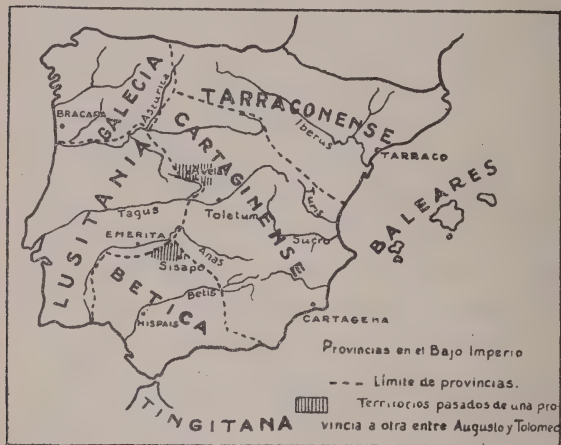 GALECIA
Asturica
TARRACONENSE
BRACARA
Iberus
CARTAGINENSE
TARRACO
LUSITANIA
Avela
Turis
BALEARES
Tagus
Toletum
EMERITA
Sucro
Anas
Sisapo
BETICA
Betis
HISPALIS
CARTAGENA
Provincias en el Bajo Imperio
--- Límite de provincias.
Territorios pasados de una pro
vincia a otra entre Augusto y Tolomeo
TINGITANA